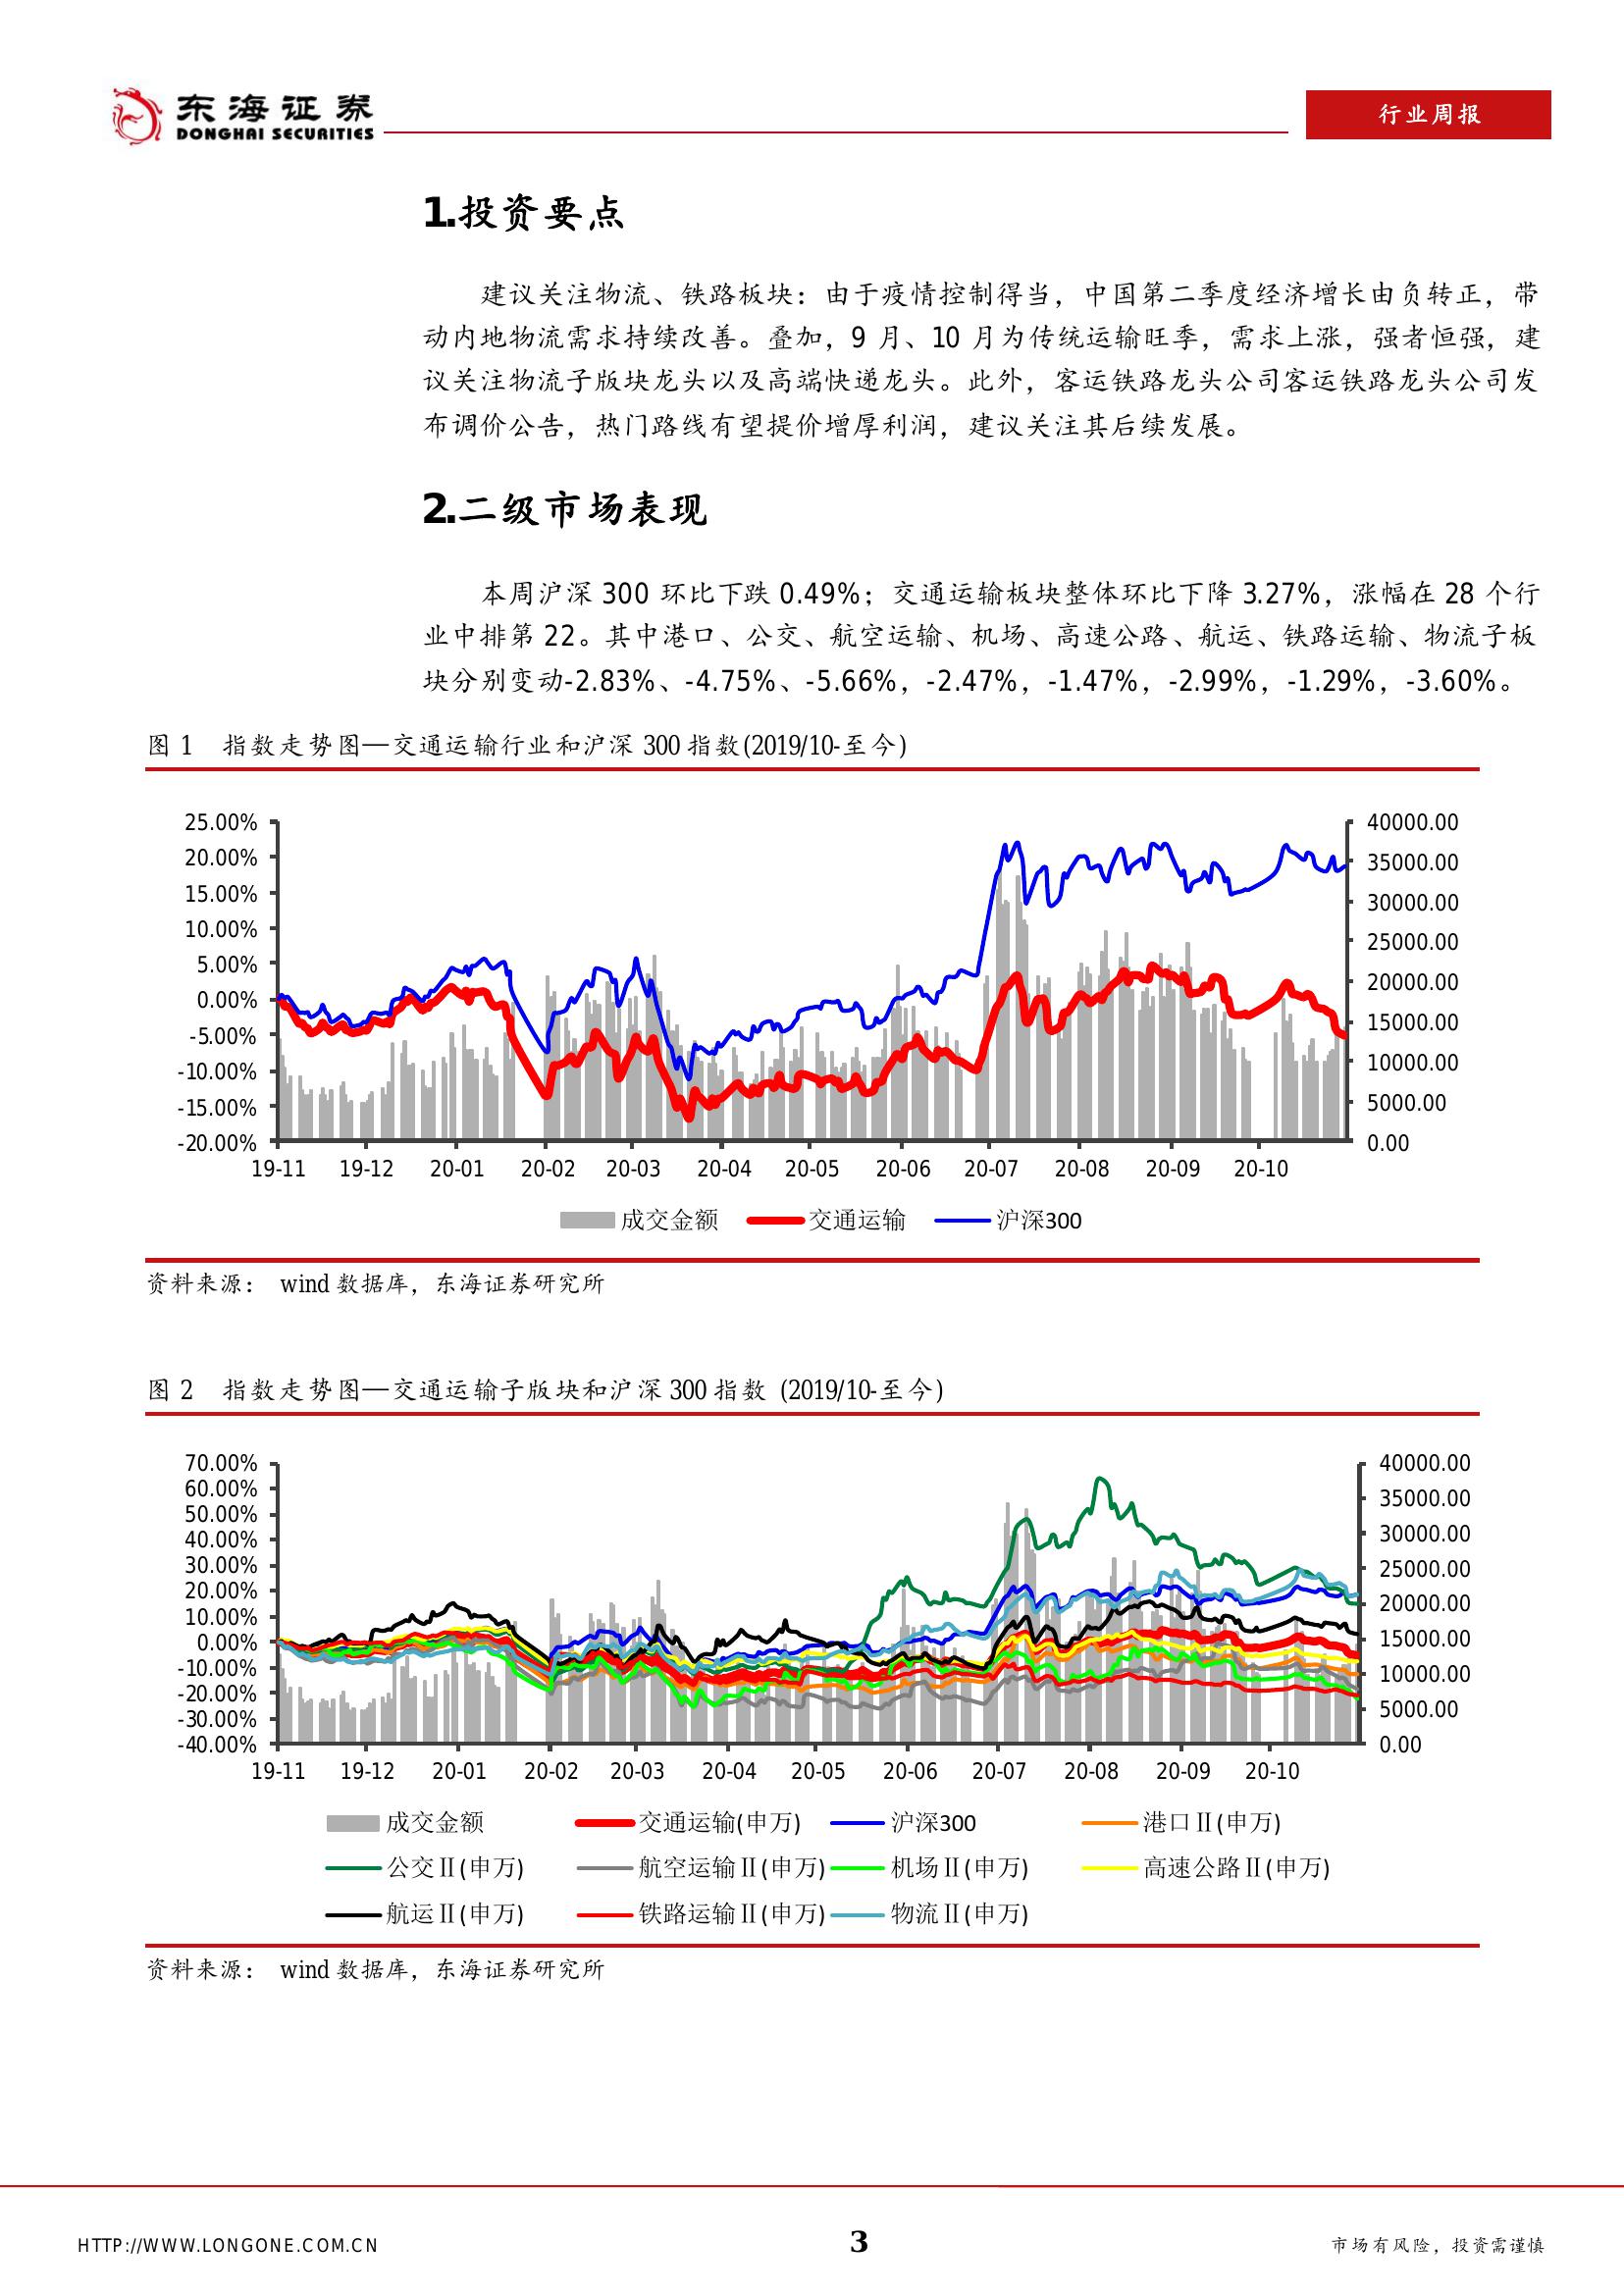 东海证券
DONGHAI SECURITIES
行业周报
1.投资要点
建议关注物流、铁路板块：由于疫情控制得当，中国第二季度经济增长由负转正，带
动内地物流需求持续改善。叠加，9 月、10 月为传统运输旺季，需求上涨，强者恒强，建
议关注物流子版块龙头以及高端快递龙头。此外，客运铁路龙头公司客运铁路龙头公司发
布调价公告，热门路线有望提价增厚利润，建议关注其后续发展。
2.二级市场表现
本周沪深 300 环比下跌 0.49%；交通运输板块整体环比下降 3.27%，涨幅在 28 个行
业中排第 22。其中港口、公交、航空运输、机场、高速公路、航运、铁路运输、物流子板
块分别变动-2.83%、-4.75%、-5.66%，-2.47%，-1.47%，-2.99%，-1.29%，-3.60%。
图 1 指数走势图—交通运输行业和沪深 300 指数(2019/10-至今)
25.00% 40000.00
20.00% 35000.00
15.00% 30000.00
10.00% 25000.00
5.00% 20000.00
0.00% 15000.00
-5.00% 10000.00
-10.00% 5000.00
-15.00% 0.00
-20.00%
19-11 19-12 20-01 20-02 20-03 20-04 20-05 20-06 20-07 20-08 20-09 20-10
成交金额 交通运输 沪深300
资料来源： wind 数据库，东海证券研究所
图 2 指数走势图—交通运输子版块和沪深 300 指数 (2019/10-至今)
70.00% 40000.00
60.00% 35000.00
50.00% 30000.00
40.00% 25000.00
30.00% 20000.00
20.00% 15000.00
10.00% 10000.00
0.00% 5000.00
-10.00% 0.00
-20.00%
-30.00%
-40.00%
19-11 19-12 20-01 20-02 20-03 20-04 20-05 20-06 20-07 20-08 20-09 20-10
成交金额 交通运输(申万) 沪深300 港口Ⅱ(申万)
公交Ⅱ(申万) 航空运输Ⅱ(申万) 机场Ⅱ(申万) 高速公路Ⅱ(申万)
航运Ⅱ(申万) 铁路运输Ⅱ(申万) 物流Ⅱ(申万)
资料来源： wind 数据库，东海证券研究所
HTTP://WWW.LONGONE.COM.CN 3 市场有风险，投资需谨慎